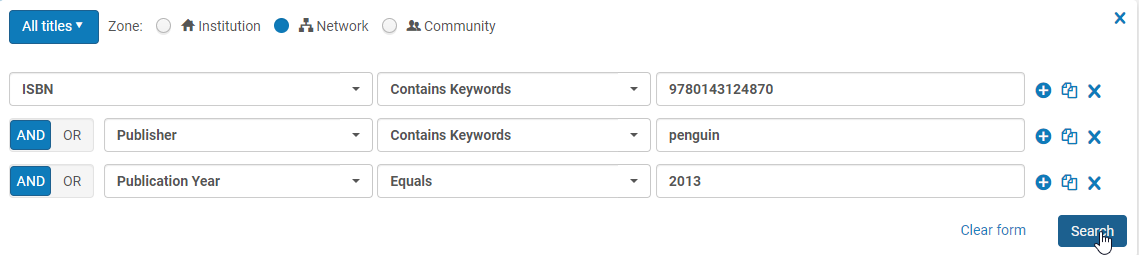 All titles Zone: Institution Network Community
ISBN Contains Keywords 9780143124870
AND OR Publisher Contains Keywords penguin
AND OR Publication Year Equals 2013
Clear form Search